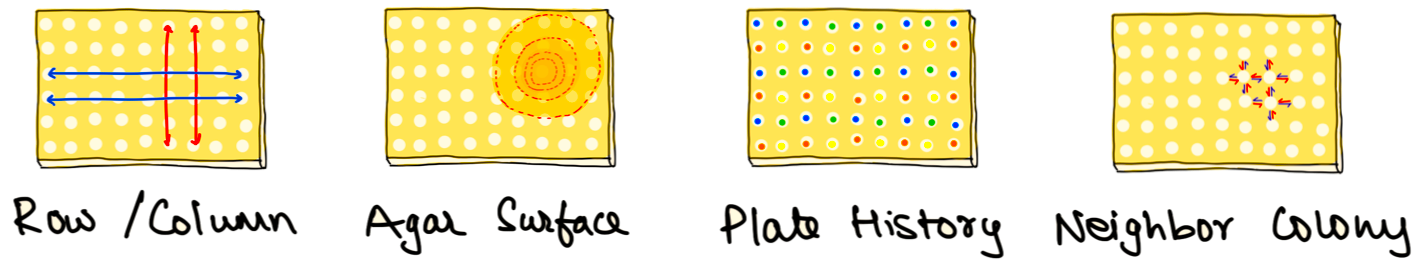 Row /Column
Agar Surface
Plate History
Neighbor Colony